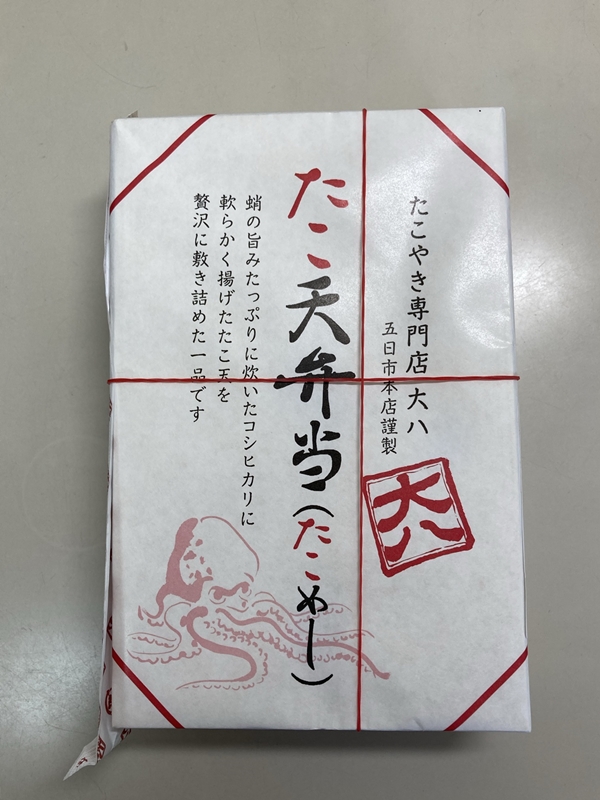 たこやき専門店 大八
五日市本店謹製
大八
たこ天弁当(たこめし)
蛸の旨みたっぷりに炊いたコシヒカリに
軟らかく揚げたたこ玉を
贅沢に敷き詰めた一品です